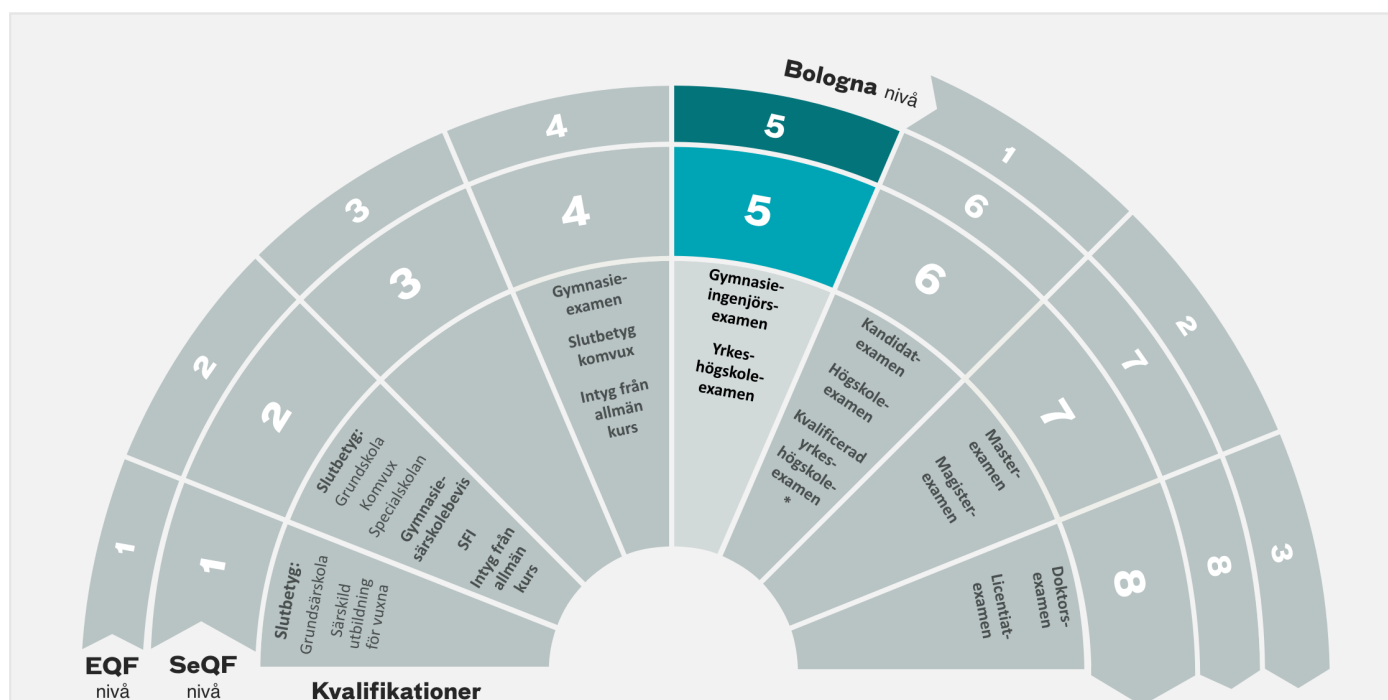 Bologna nivå
1
2
3
1
2
3
4
5
6
7
8
1
2
3
4
5
6
7
8
Slutbetyg:
Grundsärskola
Särskild
utbildning
för vuxna
Slutbetyg:
Grundskola
Komvux
Specialskolan
Gymnasie-
särskolebevis
SFI
Intyg från
allmän
kurs
Gymnasie-
examen
Slutbetyg
komvux
Intyg från
allmän
kurs
Gymnasie-
ingenjörs-
examen
Yrkes-
högskole-
examen
Kandidat-
examen
Högskole-
examen
Kvalificerad
yrkes-
högskole-
examen
*
Master-
examen
Magister-
examen
Doktors-
examen
Licentiat-
examen
EQF
nivå
SeQF
nivå
Kvalifikationer